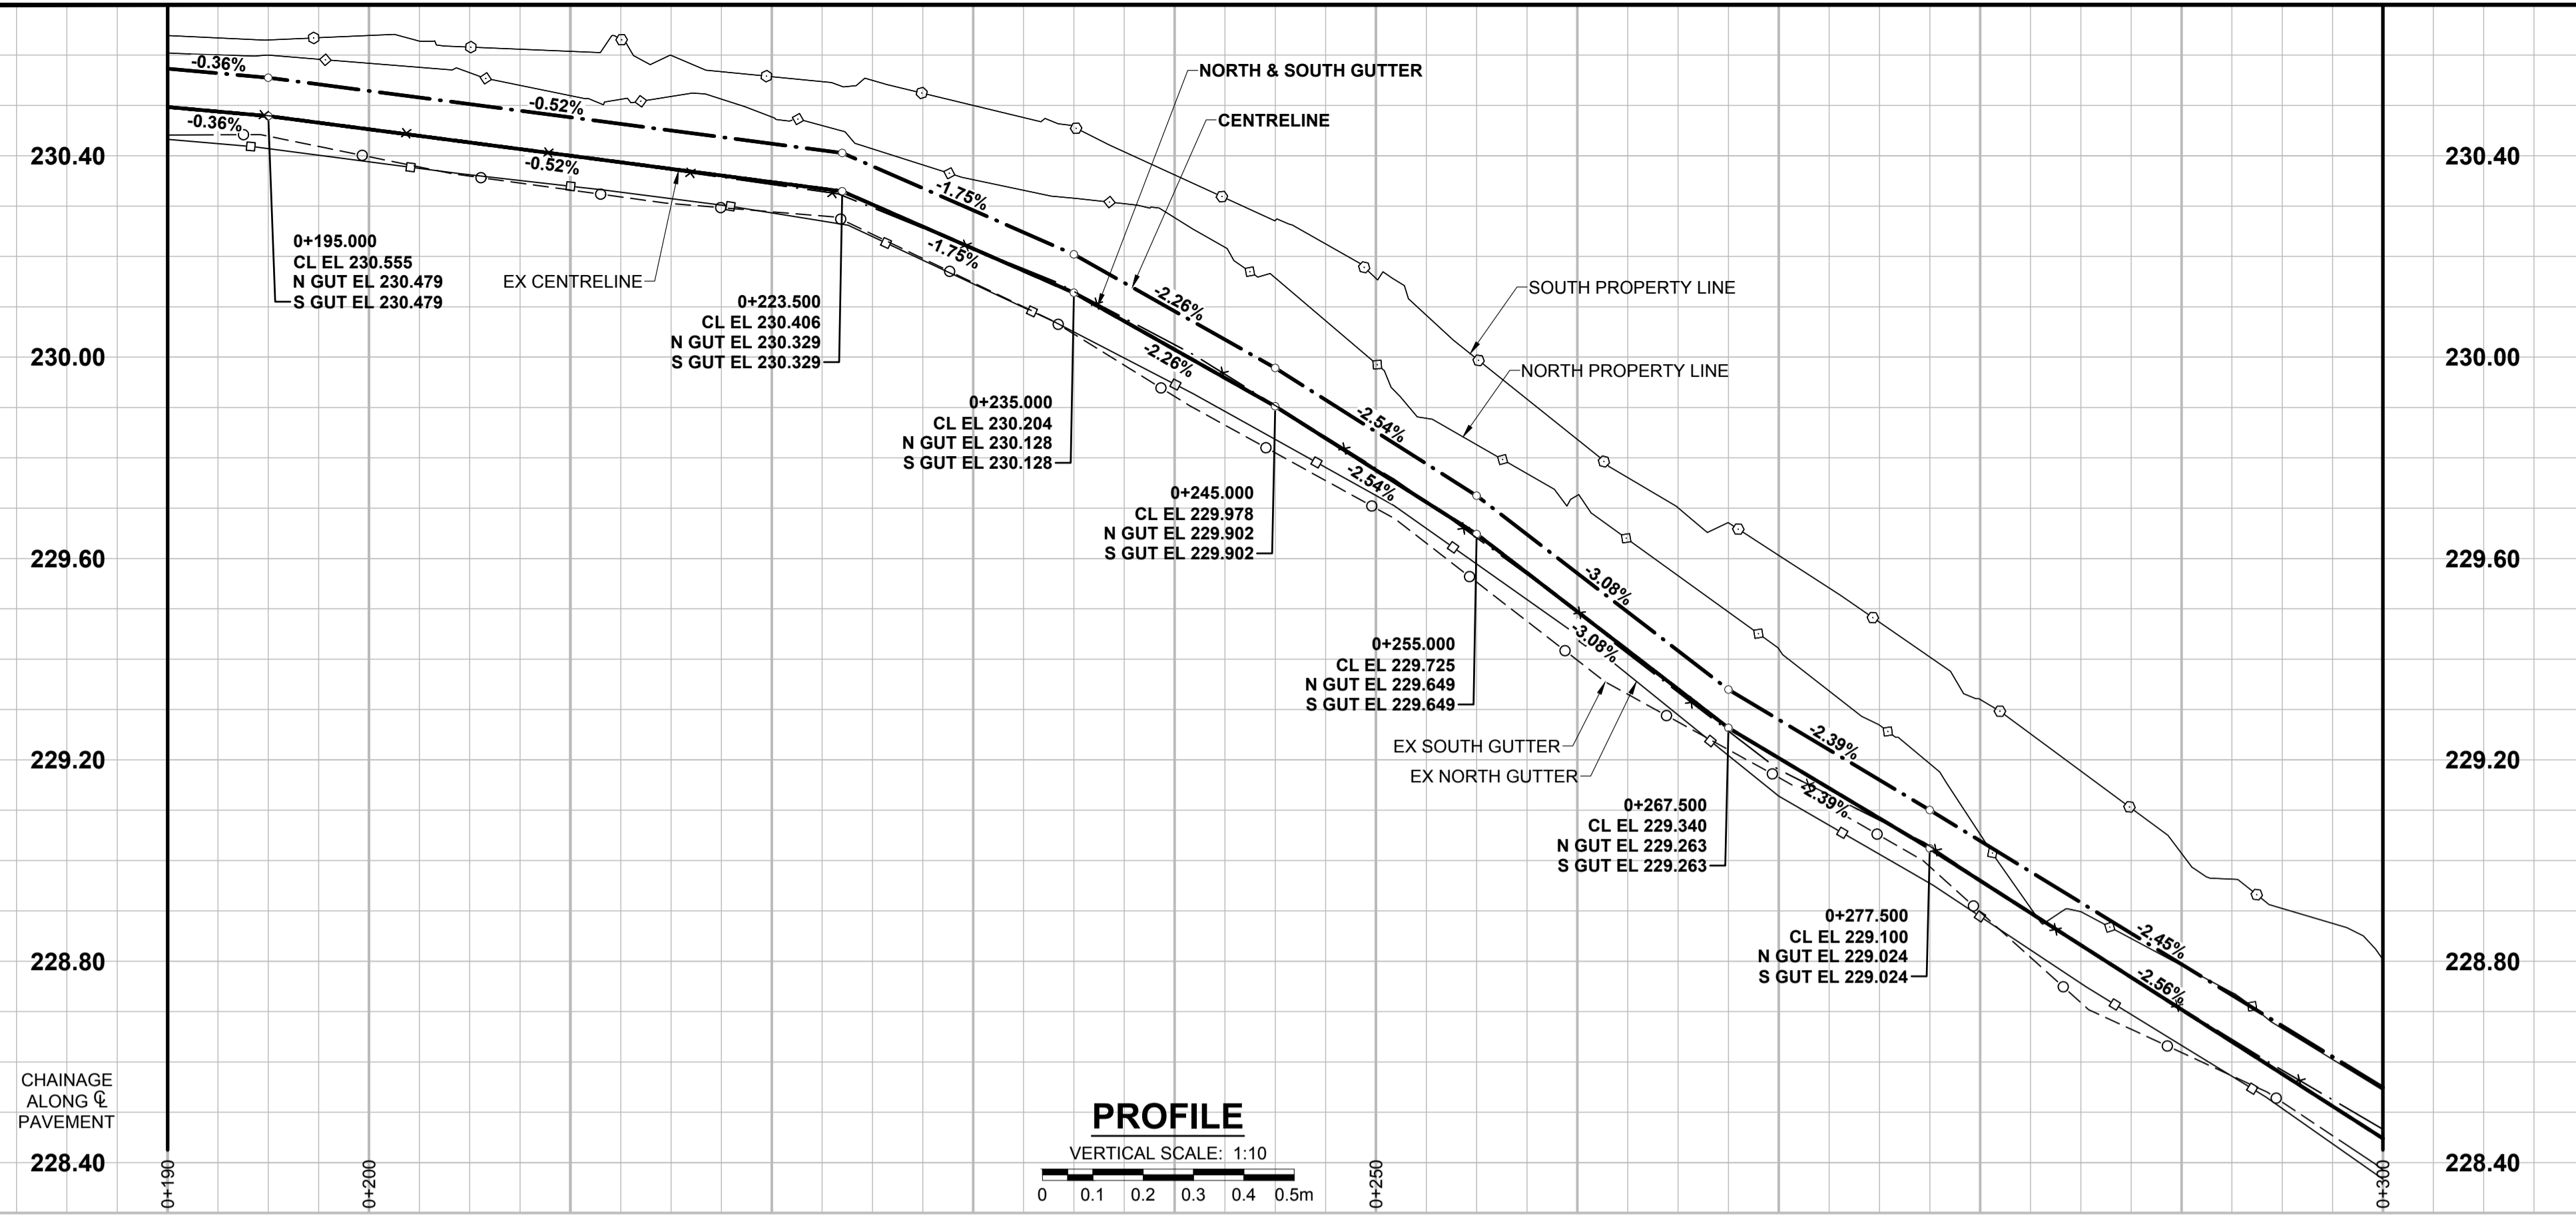 -0.36%
-0.52%
NORTH & SOUTH GUTTER
CENTRELINE
-0.36%
-0.52%
230.40
230.40
-1.75%
-1.75%
0+195.000
CL EL 230.555
N GUT EL 230.479
S GUT EL 230.479
EX CENTRELINE
0+223.500
CL EL 230.406
N GUT EL 230.329
S GUT EL 230.329
-2.26%
-2.26%
SOUTH PROPERTY LINE
NORTH PROPERTY LINE
230.00
230.00
0+235.000
CL EL 230.204
N GUT EL 230.128
S GUT EL 230.128
-2.54%
-2.54%
0+245.000
CL EL 229.978
N GUT EL 229.902
S GUT EL 229.902
229.60
229.60
-3.08%
-3.08%
0+255.000
CL EL 229.725
N GUT EL 229.649
S GUT EL 229.649
EX SOUTH GUTTER
EX NORTH GUTTER
229.20
229.20
-2.39%
-2.39%
0+267.500
CL EL 229.340
N GUT EL 229.263
S GUT EL 229.263
0+277.500
CL EL 229.100
N GUT EL 229.024
S GUT EL 229.024
-2.45%
-2.56%
228.80
228.80
CHAINAGE
ALONG ℄
PAVEMENT
228.40
228.40
PROFILE
VERTICAL SCALE: 1:10
0 0.1 0.2 0.3 0.4 0.5m
0+190
0+200
0+250
0+300